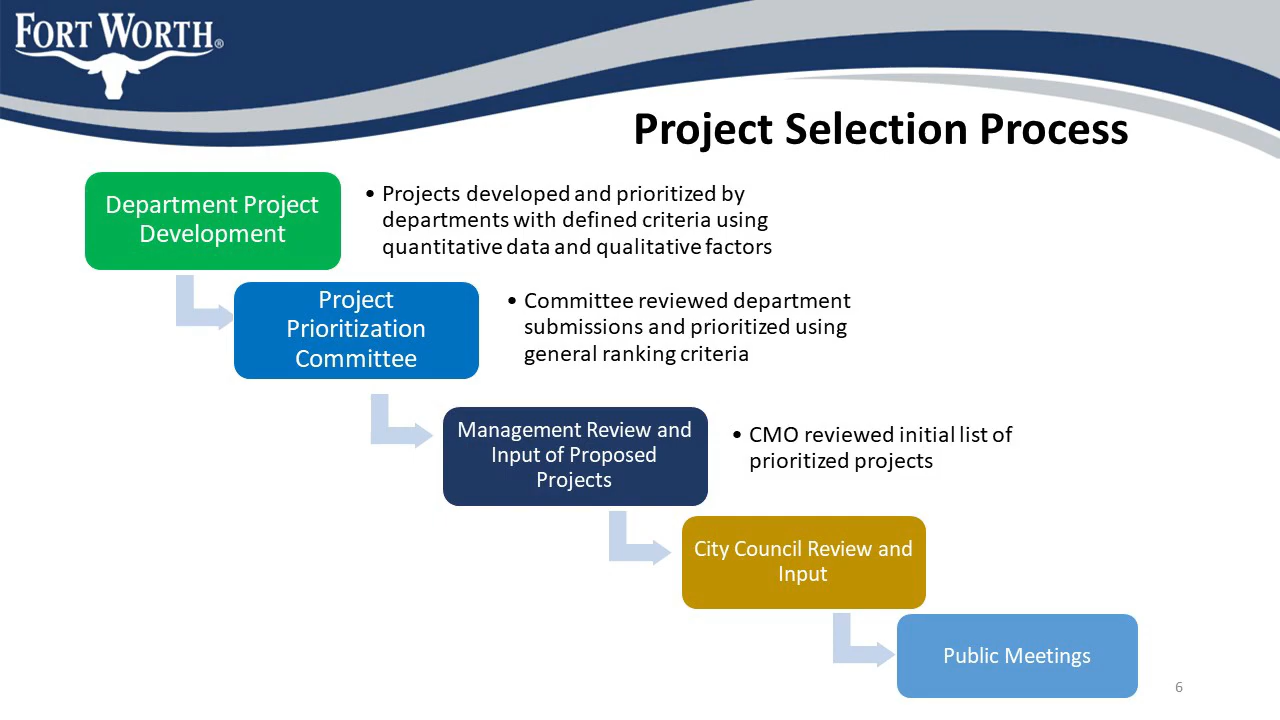 FORT WORTH®
Project Selection Process
Department Project
Development
• Projects developed and prioritized by
departments with defined criteria using
quantitative data and qualitative factors
Project
Prioritization
Committee
• Committee reviewed department
submissions and prioritized using
general ranking criteria
Management Review and
Input of Proposed
Projects
• CMO reviewed initial list of
prioritized projects
City Council Review and
Input
Public Meetings
6